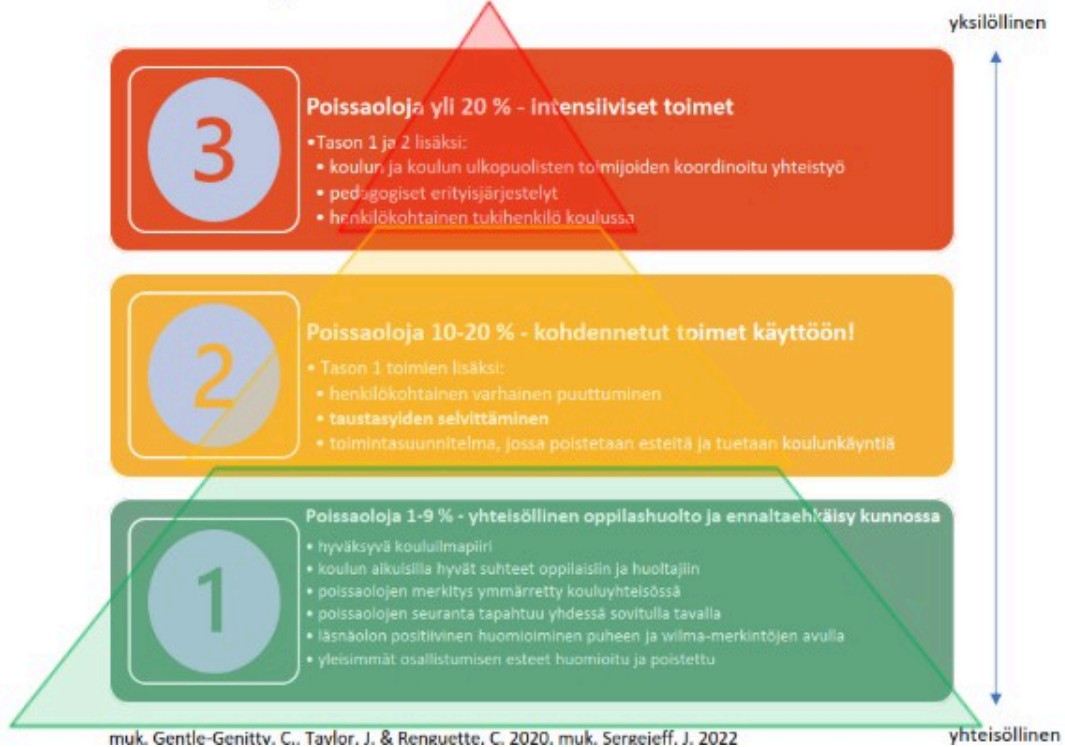 yksilöllinen
3
Poissaoloja yli 20 % - intensiiviset toimet
•Tason 1 ja 2 lisäksi:
• koulun ja koulun ulkopuolisten toimijoiden koordinoitu yhteistyö
• pedagogiset erityisjärjestelyt
• henkilökohtainen tukihenkilö koulussa
2
Poissaoloja 10-20 % - kohdennetut toimet käyttöön!
• Tason 1 toimien lisäksi:
• henkilökohtainen varhainen puuttuminen
• taustasyiden selvittäminen
• toimintasuunnitelma, jossa poistetaan esteitä ja tuetaan koulunkäyntiä
1
Poissaoloja 1-9 % - yhteisöllinen oppilashuolto ja ennaltaehkäisy kunnossa
• hyväksyvä kouluilmapiiri
• koulun aikuisilla hyvät suhteet oppilaisiin ja huoltajiin
• poissaolojen merkitys ymmärretty kouluyhteisössä
• poissaolojen seuranta tapahtuu yhdessä sovitulla tavalla
• läsnäolon positiivinen huomioiminen puheen ja wilma-merkintöjen avulla
• yleisimmät osallistumisen esteet huomioitu ja poistettu
muk. Gentle-Genitty, C., Taylor, J. & Renguette, C. 2020, muk. Sergejeff, J. 2022
yhteisöllinen